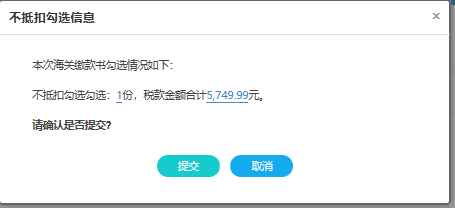 不抵扣勾选信息
×
本次海关缴款书勾选情况如下:
不抵扣勾选勾选：1份，税款金额合计5,749.99元。
请确认是否提交?
提交 取消